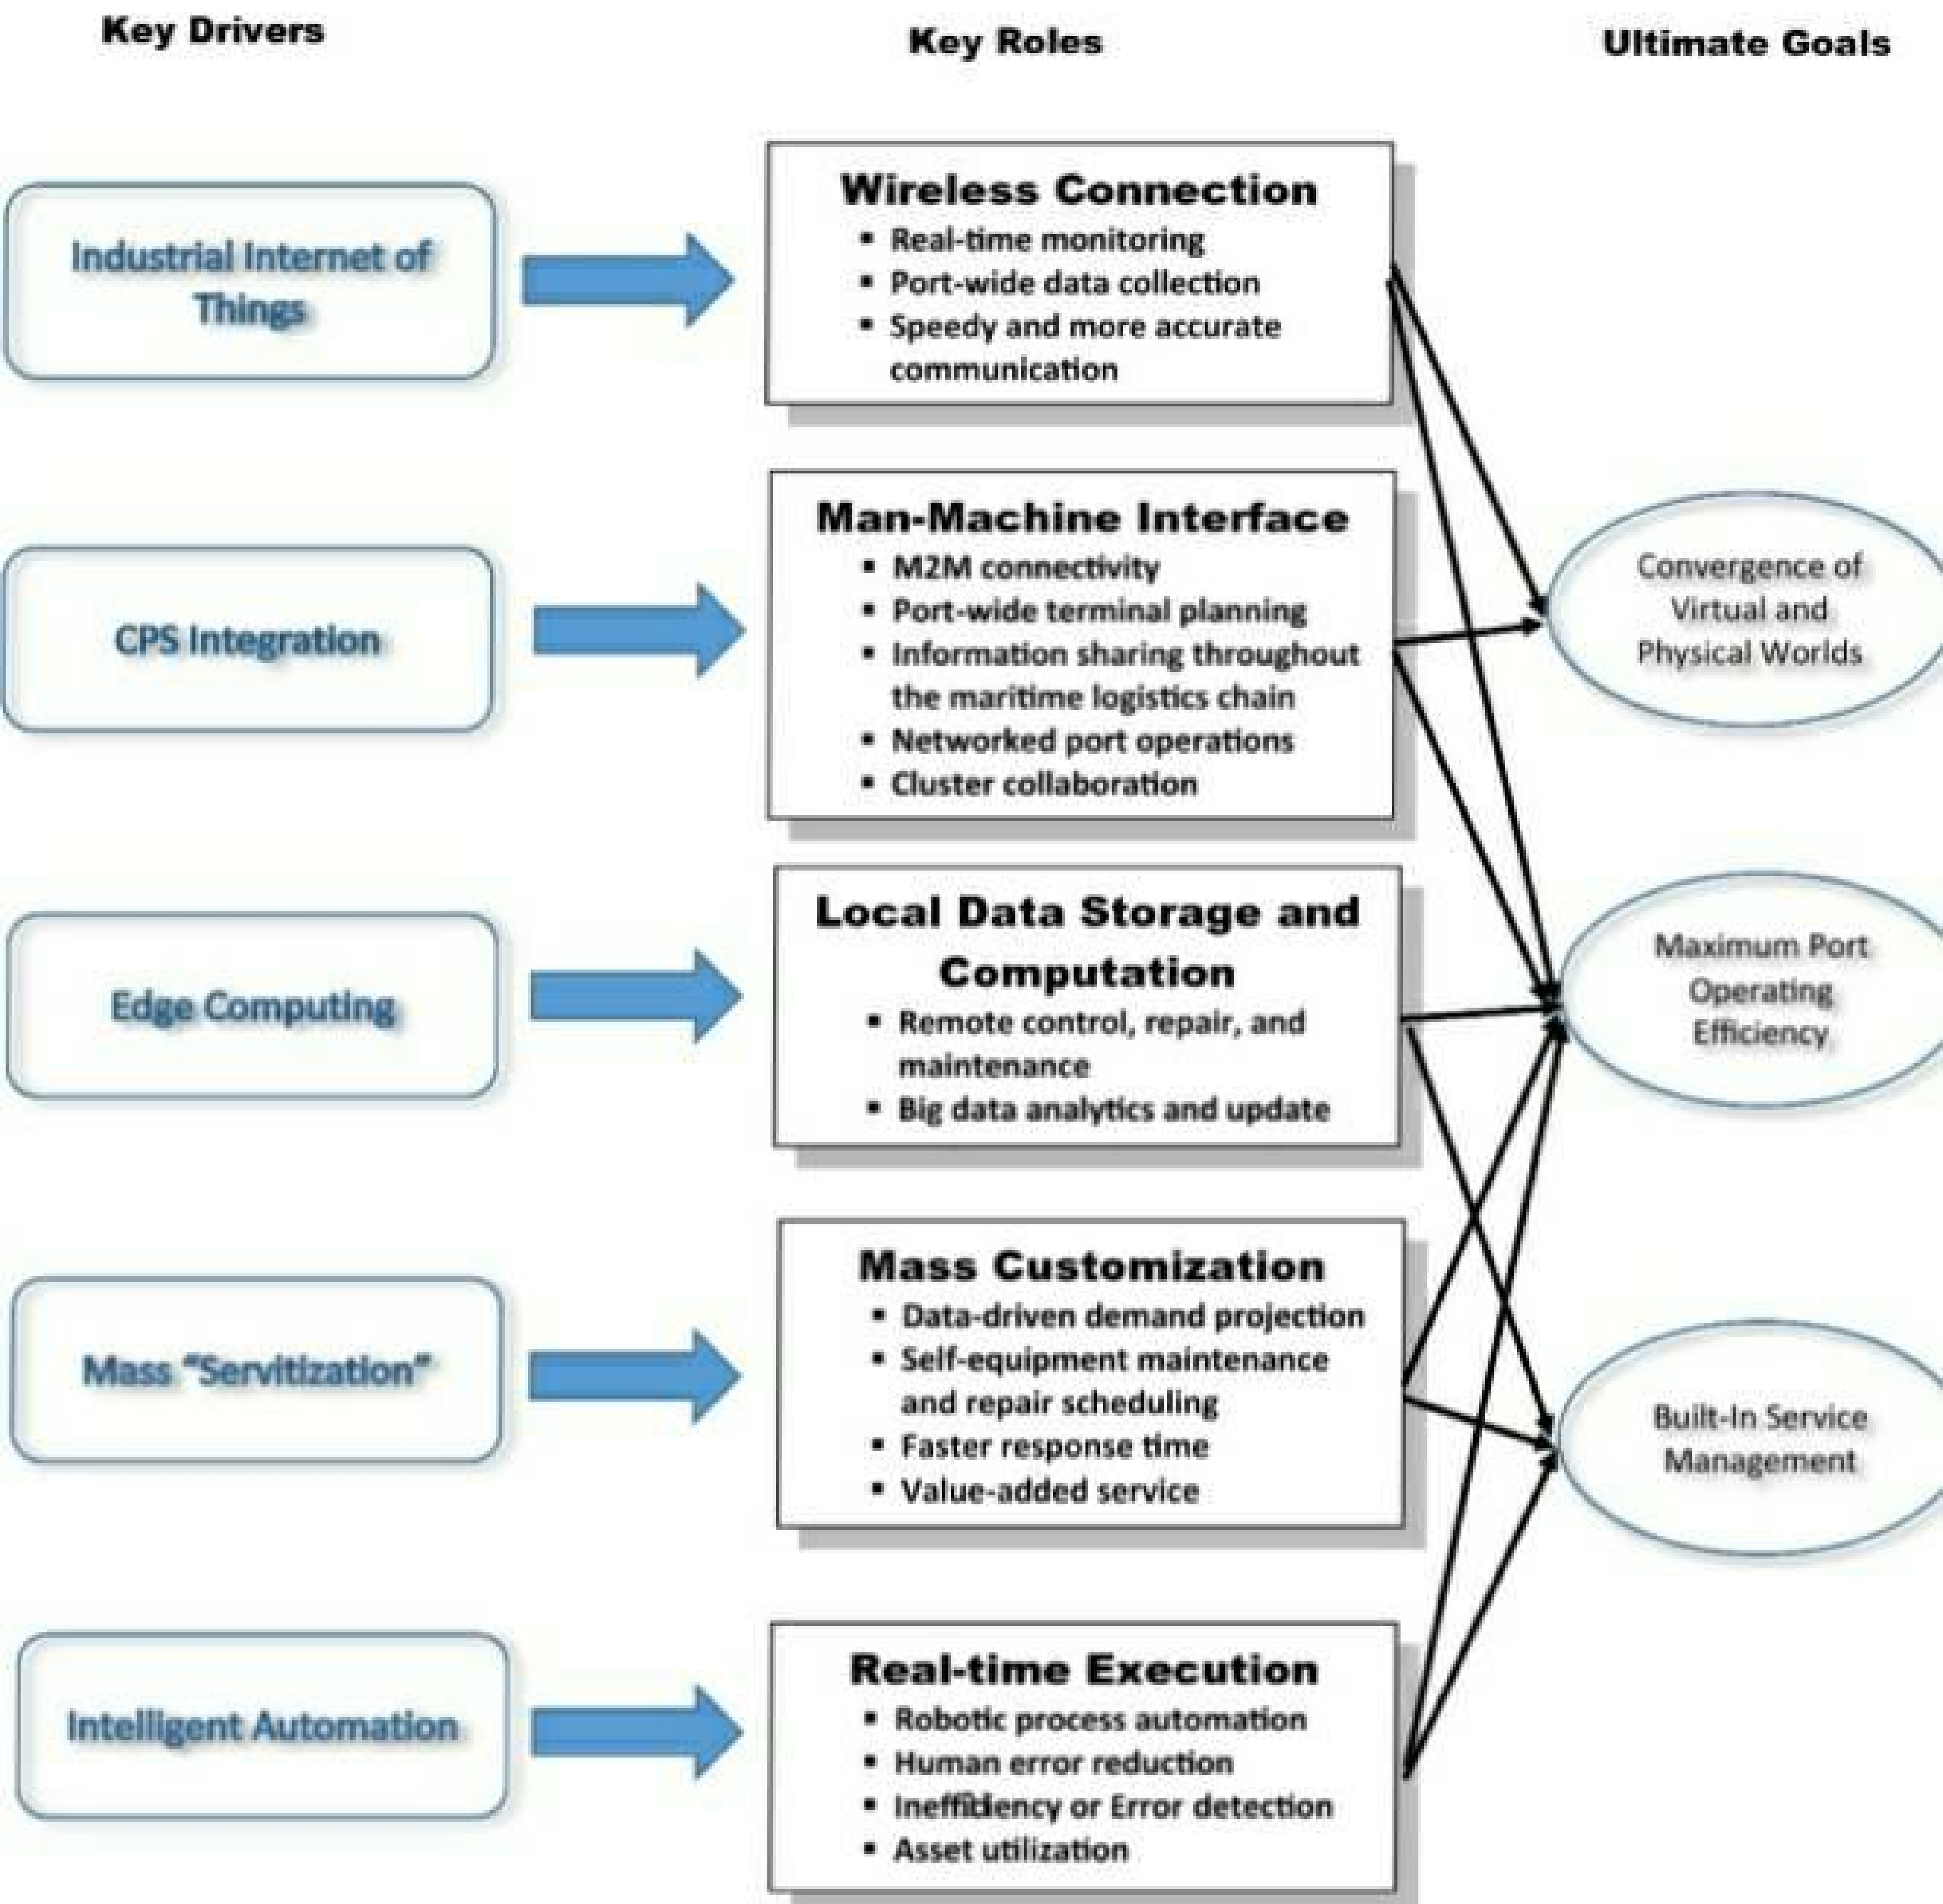 Key Drivers
Key Roles
Ultimate Goals
Industrial Internet of
Things
Wireless Connection
▪ Real-time monitoring
▪ Port-wide data collection
▪ Speedy and more accurate
communication
CPS Integration
Man-Machine Interface
▪ M2M connectivity
▪ Port-wide terminal planning
▪ Information sharing throughout
the maritime logistics chain
▪ Networked port operations
▪ Cluster collaboration
Convergence of
Virtual and
Physical Worlds
Edge Computing
Local Data Storage and
Computation
▪ Remote control, repair, and
maintenance
▪ Big data analytics and update
Maximum Port
Operating
Efficiency
Mass “Servitization”
Mass Customization
▪ Data-driven demand projection
▪ Self-equipment maintenance
and repair scheduling
▪ Faster response time
▪ Value-added service
Built-In Service
Management
Intelligent Automation
Real-time Execution
▪ Robotic process automation
▪ Human error reduction
▪ or Error detection
▪ Asset utilization